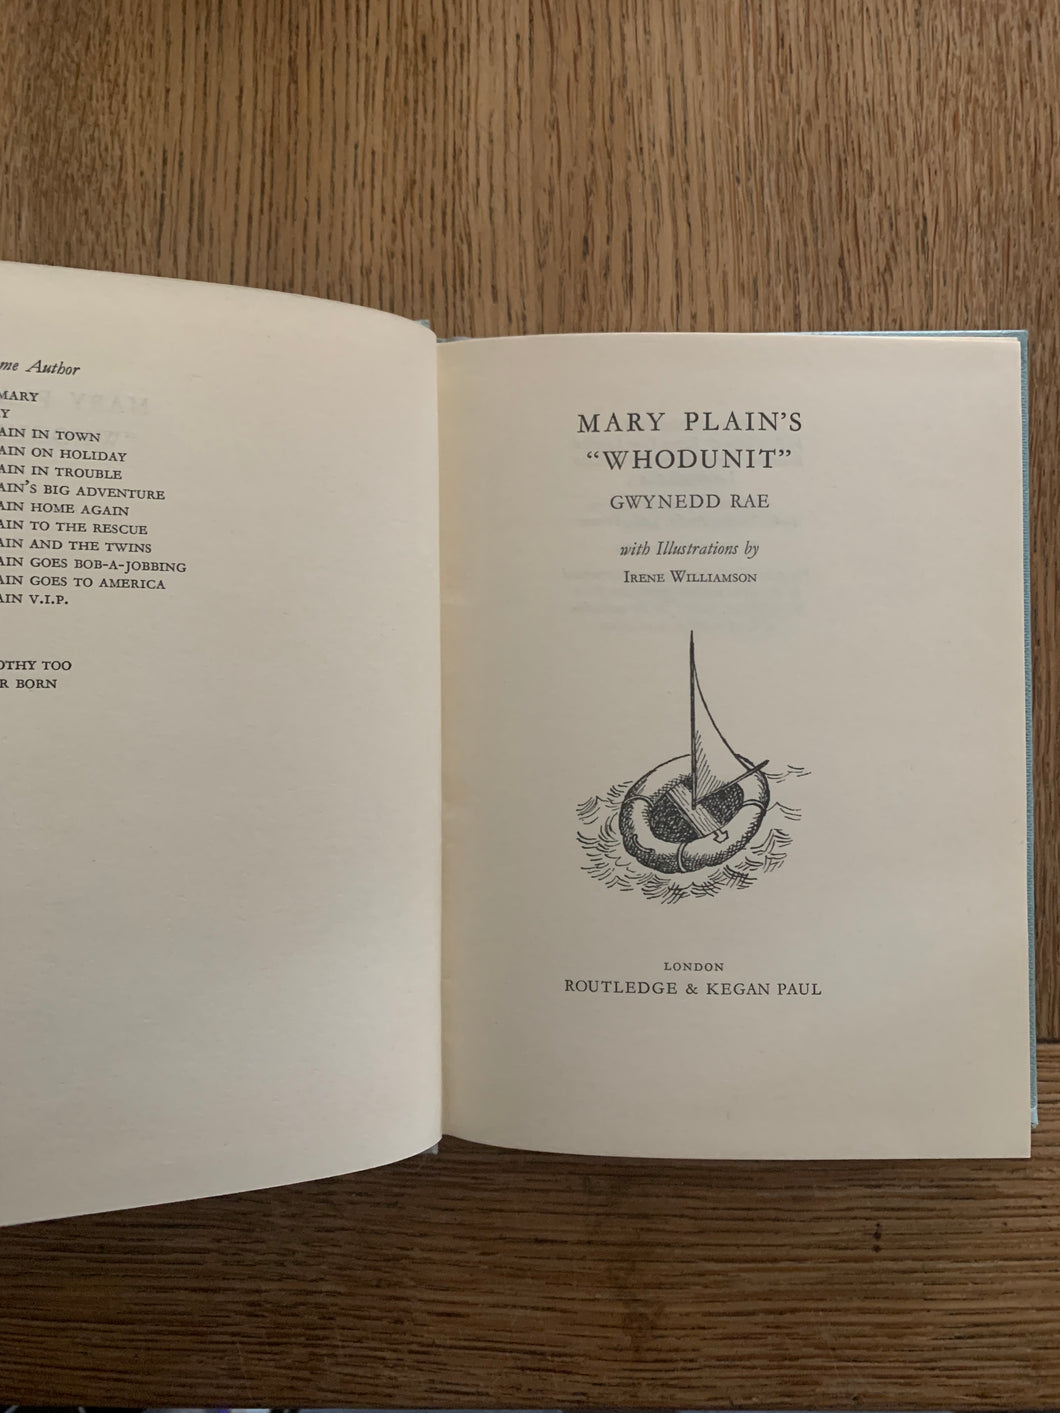 me Author
MARY
Y
AIN IN TOWN
AIN ON HOLIDAY
AIN IN TROUBLE
AIN'S BIG ADVENTURE
AIN HOME AGAIN
AIN TO THE RESCUE
AIN AND THE TWINS
AIN GOES BOB-A-JOBBING
AIN GOES TO AMERICA
AIN V.I.P.
OTHY TOO
R BORN
MARY PLAIN'S
“WHODUNIT”
GWYNEDD RAE
with Illustrations by
IRENE WILLIAMSON
LONDON
ROUTLEDGE & KEGAN PAUL